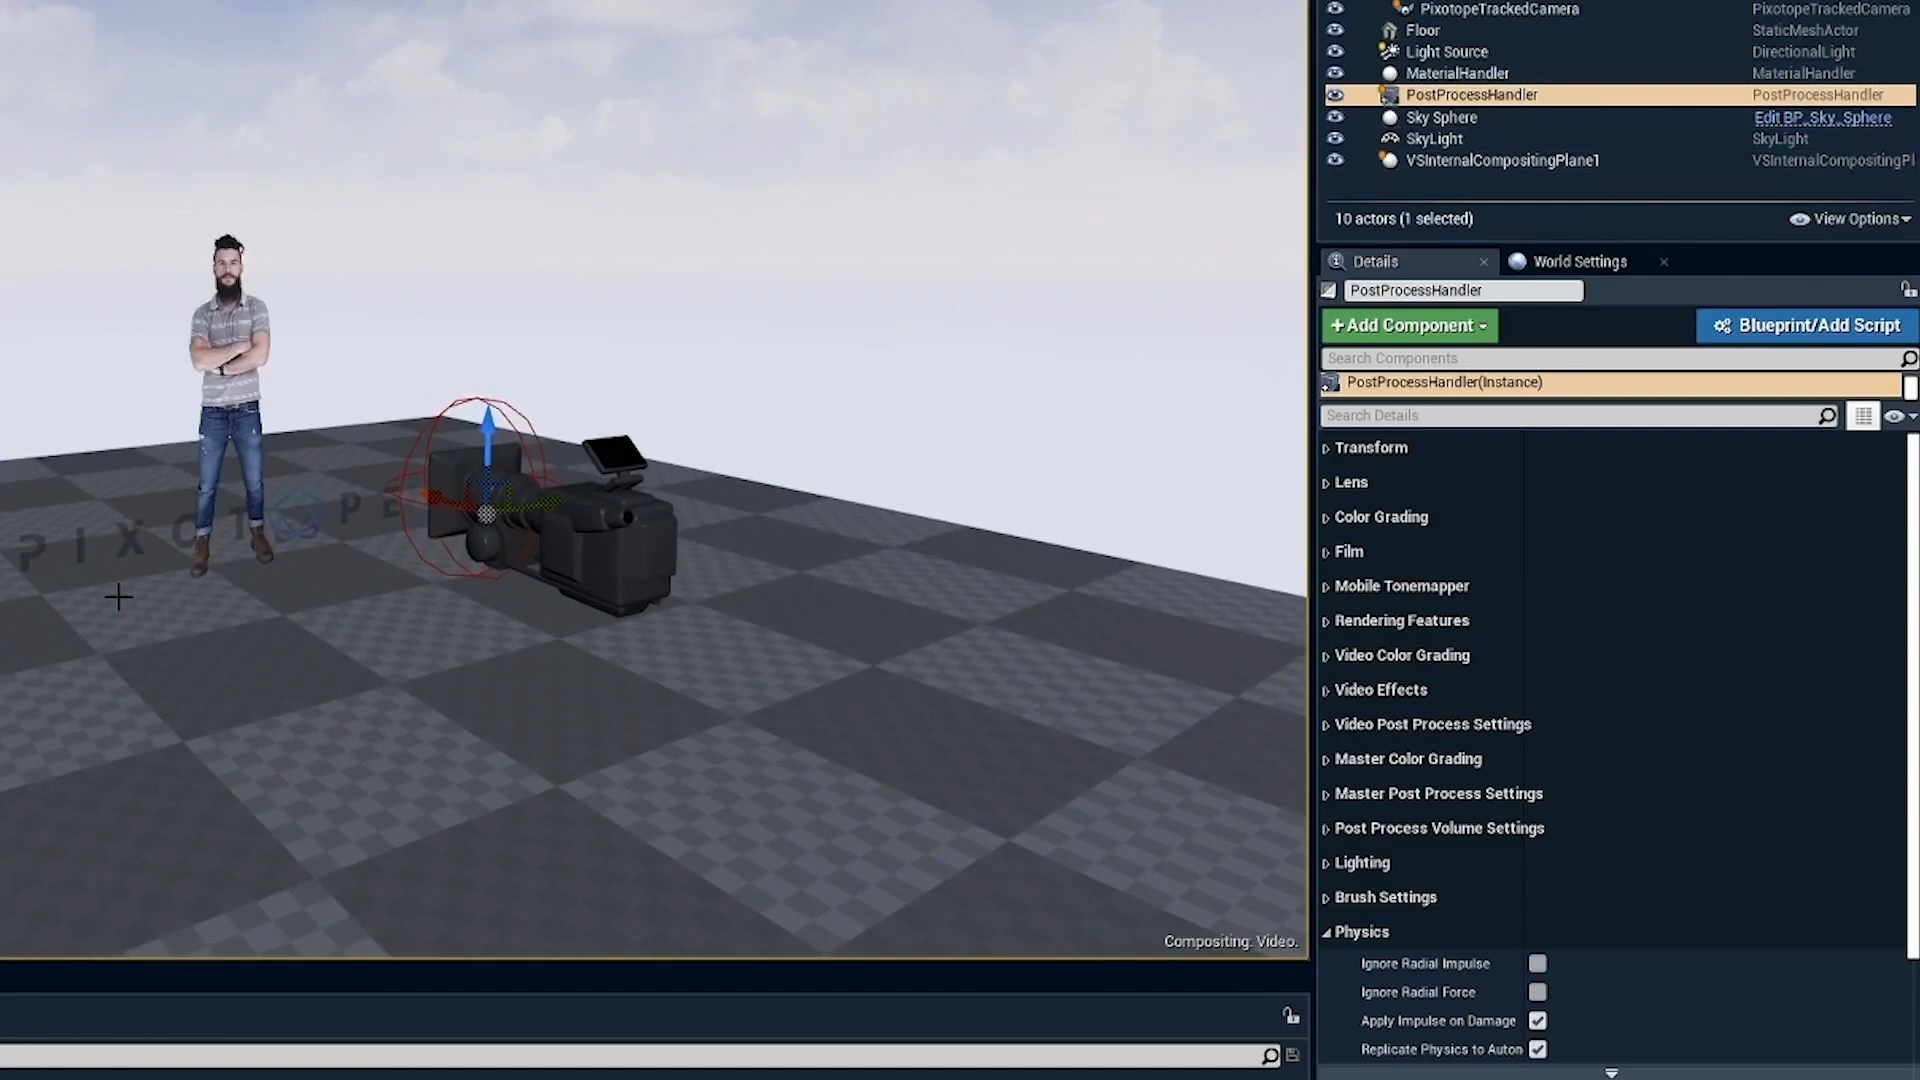 PixotopeTrackedCamera PixotopeTrackedCamera
Floor StaticMeshActor
Light Source DirectionalLight
MaterialHandler MaterialHandler
PostProcessHandler PostProcessHandler
Sky Sphere Edit BP_Sky_Sphere
SkyLight SkyLight
VSInternalCompositingPlane1 VSInternalCompositingPl
10 actors (1 selected) View Options
Details World Settings
PostProcessHandler
+Add Component Blueprint/Add Script
Search Components
PostProcessHandler(Instance)
Search Details
Transform
Lens
Color Grading
Film
Mobile Tonemapper
Rendering Features
Video Color Grading
Video Effects
Video Post Process Settings
Master Color Grading
Master Post Process Settings
Post Process Volume Settings
Lighting
Brush Settings
Physics
Ignore Radial Impulse
Ignore Radial Force
Apply Impulse on Damage
Replicate Physics to Auton
PIXOT PE
Compositing: Video.